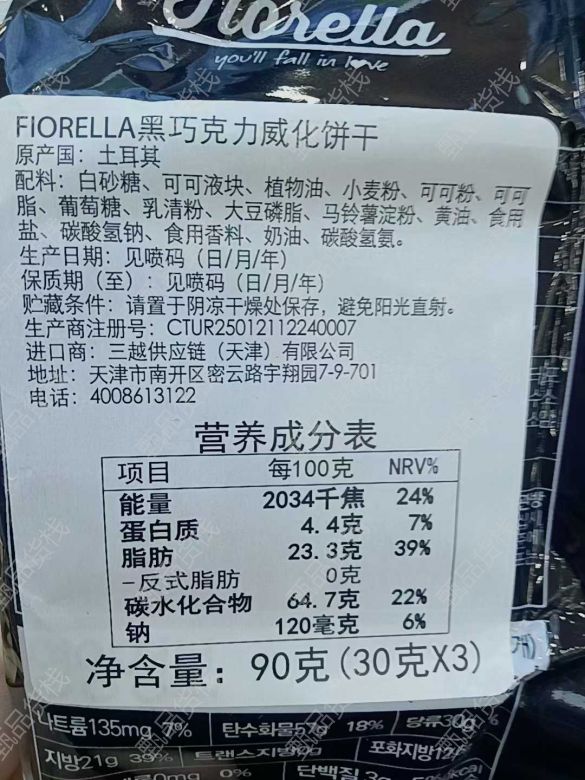 Fiorella
you'll fall in love
FIORELLA黑巧克力威化饼干
原产国：土耳其
配料：白砂糖、可可液块、植物油、小麦粉、可可粉、可可
脂、葡萄糖、乳清粉、大豆磷脂、马铃薯淀粉、黄油、食用
盐、碳酸氢钠、食用香料、奶油、碳酸氢氨。
生产日期：见喷码（日/月/年）
保质期（至）：见喷码（日/月/年）
贮藏条件：请置于阴凉干燥处保存，避免阳光直射。
生产商注册号：CTUR25012112240007
进口商：三越供应链（天津）有限公司
地址：天津市南开区密云路宇翔园7-9-701
电话：4008613122
营养成分表
项目 每100克 NRV%
能量 2034千焦 24%
蛋白质 4.4克 7%
脂肪 23.3克 39%
-反式脂肪 0克
碳水化合物 64.7克 22%
钠 120毫克 6%
净含量：90克(30克X3)
개)
나트륨135mg 7% 탄수화물57g 18% 당류30g
지방21g 39% 트랜스지방0g 포화지방12
0mg 0% 단백질